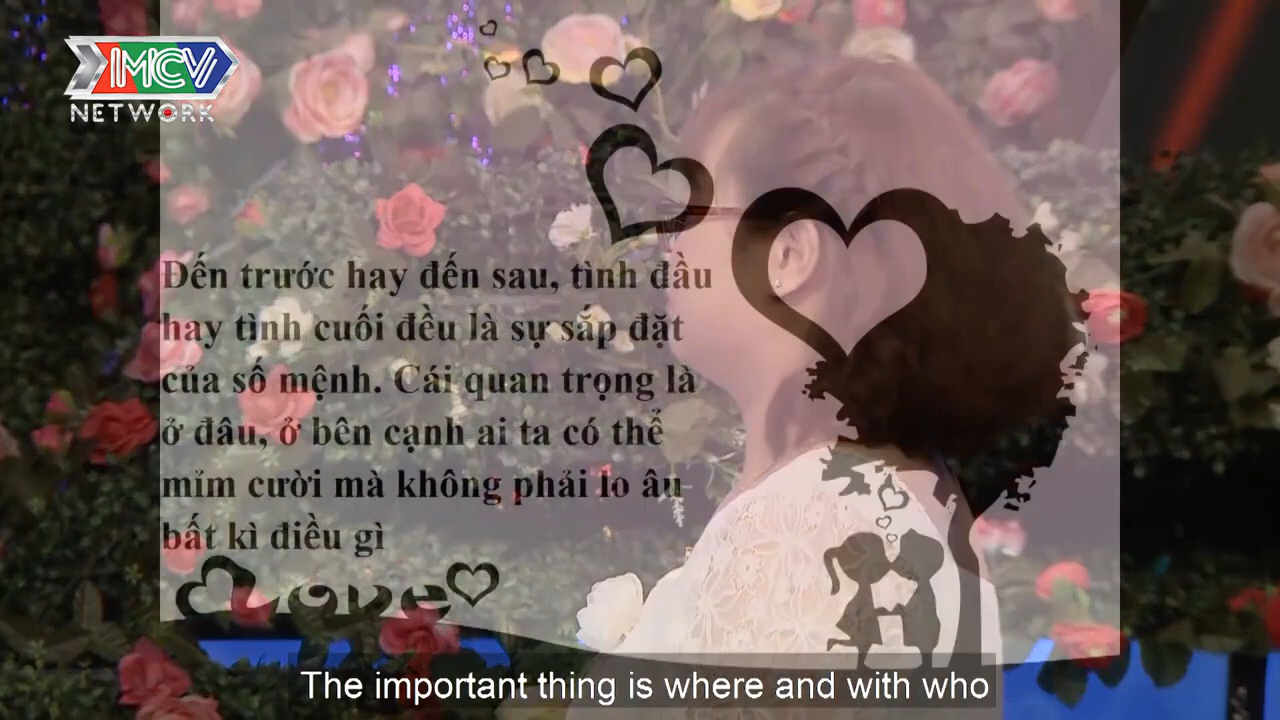 MCV
NETWORK
Đến trước hay đến sau, tình đầu
hay tình cuối đều là sự sắp đặt
của số mệnh. Cái quan trọng là
ở đâu, ở bên cạnh ai ta có thể
mỉm cười mà không phải lo âu
bất kì điều gì
Love
The important thing is where and with who